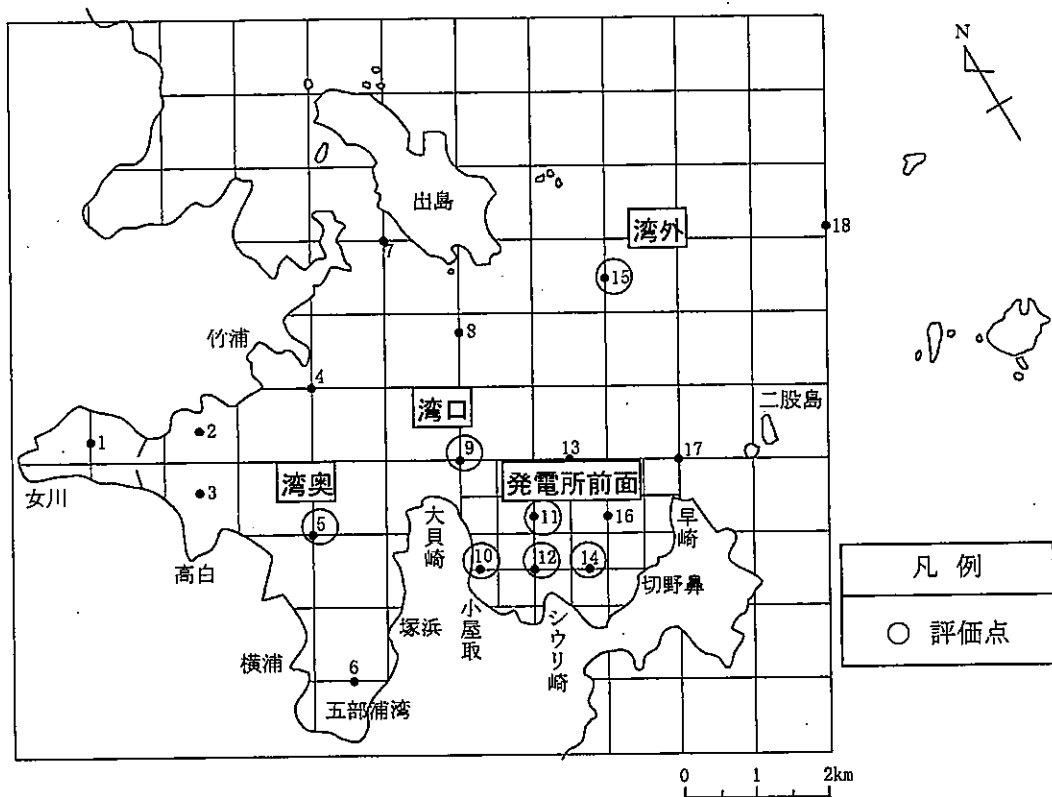 N
出島
湾外
18
7
15
竹浦
8
4
二股島
湾口
1
2
9
13
17
女川
3
湾奥
発電所前面
5
大貝崎
11
16
早崎
高白
10
12
14
切野鼻
凡 例
○ 評価点
塚浜
小屋取
シウリ崎
横浦
6
五部浦湾
0 1 2km